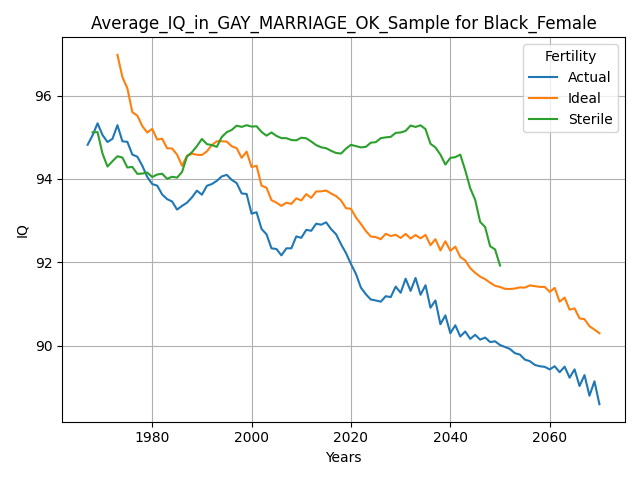 Average_IQ_in_GAY_MARRIAGE_OK_Sample for Black_Female
Fertility
Actual
Ideal
Sterile
96
94
92
90
IQ
1980 2000 2020 2040 2060
Years